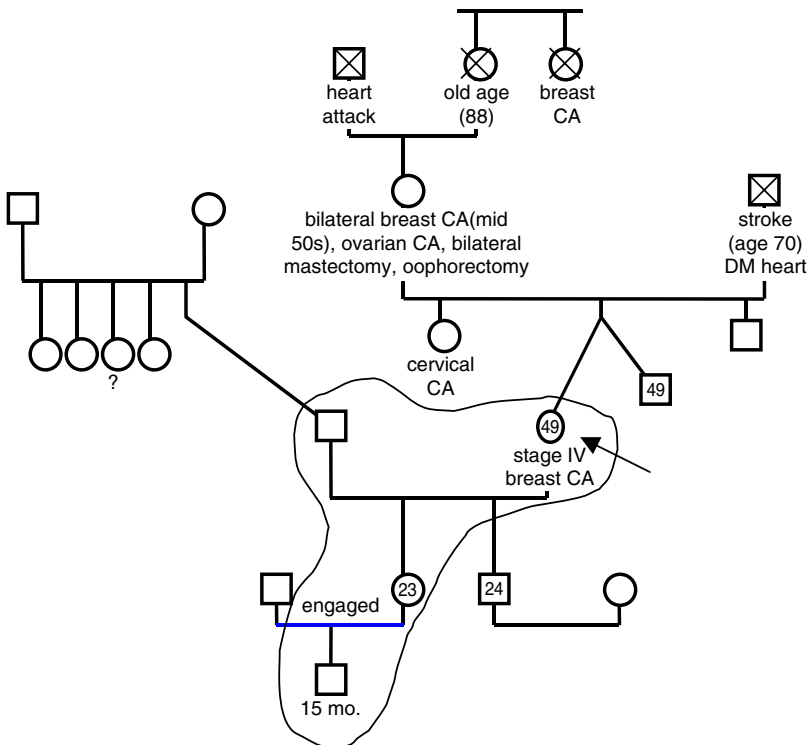 heart
attack
old age
(88)
breast
CA
bilateral breast CA(mid
50s), ovarian CA, bilateral
mastectomy, oophorectomy
stroke
(age 70)
DM heart
?
cervical
CA
49
49
stage IV
breast CA
engaged
23
24
15 mo.